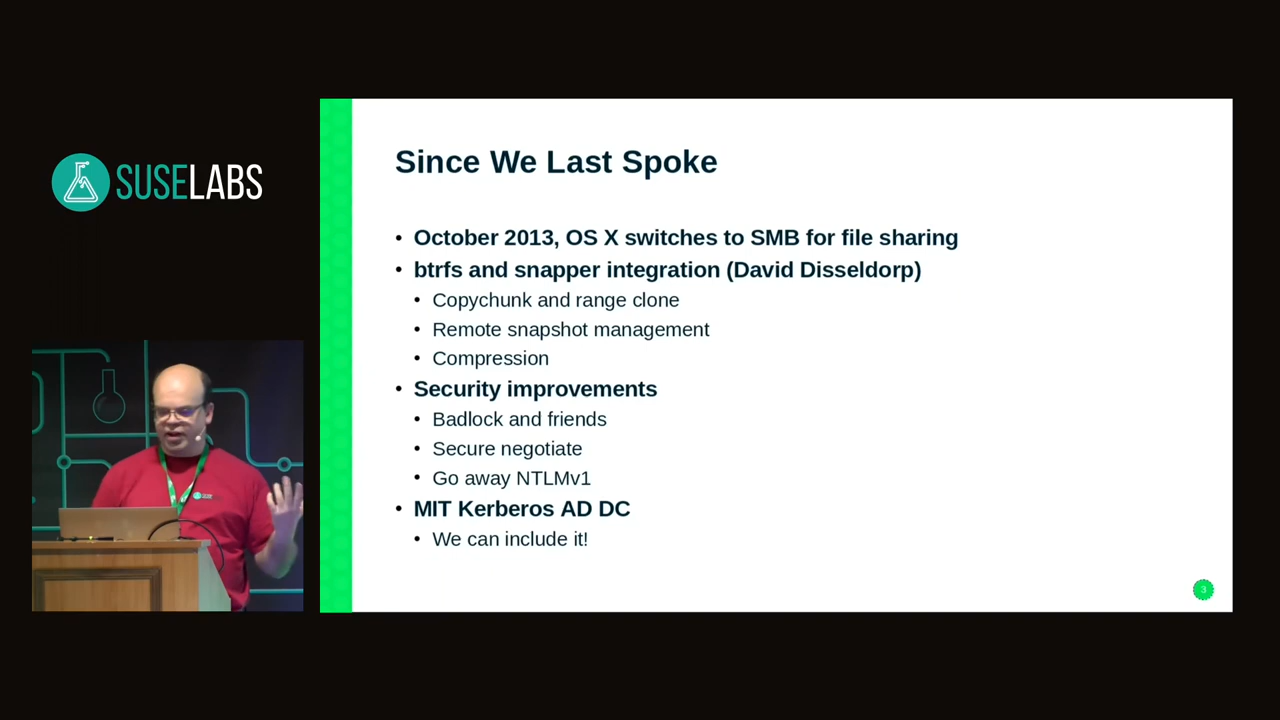 SUSELABS
Since We Last Spoke
• October 2013, OS X switches to SMB for file sharing
• btrfs and snapper integration (David Disseldorp)
• Copychunk and range clone
• Remote snapshot management
• Compression
• Security improvements
• Badlock and friends
• Secure negotiate
• Go away NTLMv1
• MIT Kerberos AD DC
• We can include it!
3